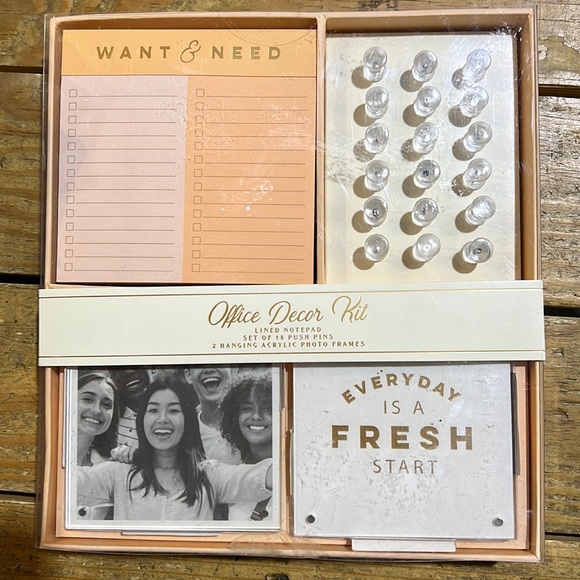 WANT & NEED
Office Decor Kit
LINED NOTEPAD
SET OF 18 PUSH PINS
2 HANGING ACRYLIC PHOTO FRAMES
EVERYDAY
IS A
FRESH
START